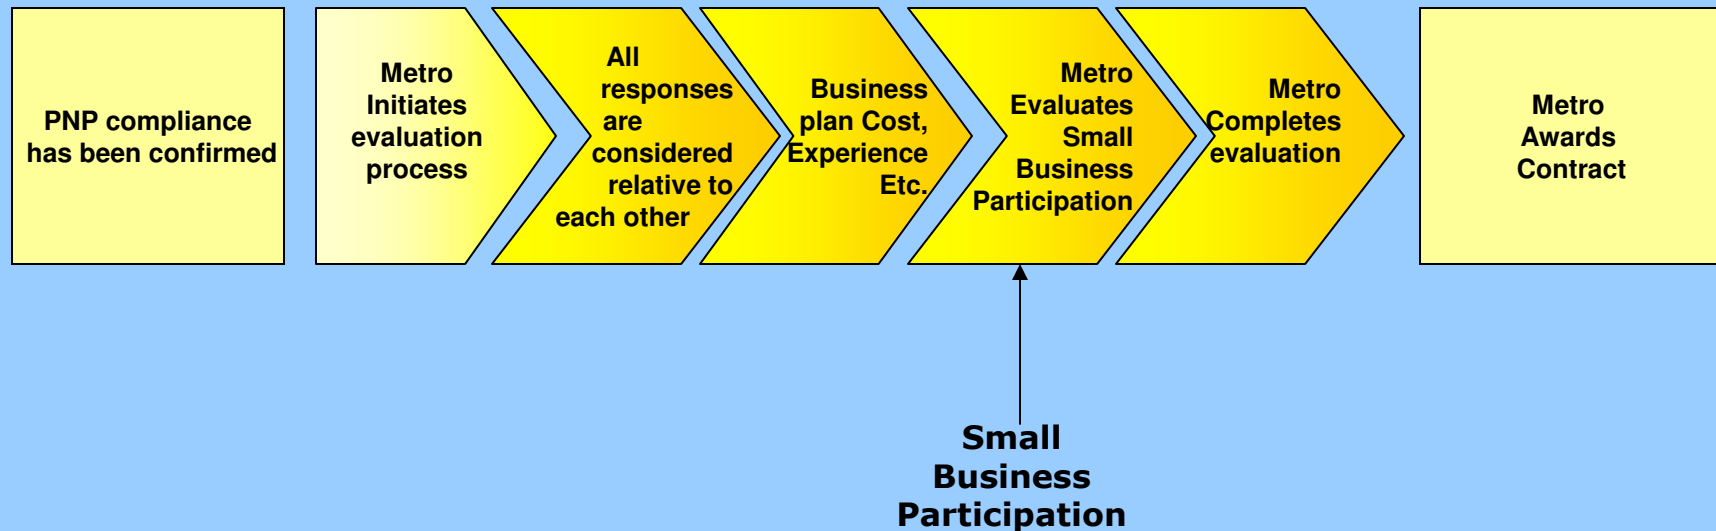 PNP compliance
has been confirmed
Metro
Initiates
evaluation
process
All
responses
are
considered
relative to
each other
Business
plan Cost,
Experience
Etc.
Metro
Evaluates
Small
Business
Participation
Metro
Completes
evaluation
Metro
Awards
Contract
Small
Business
Participation